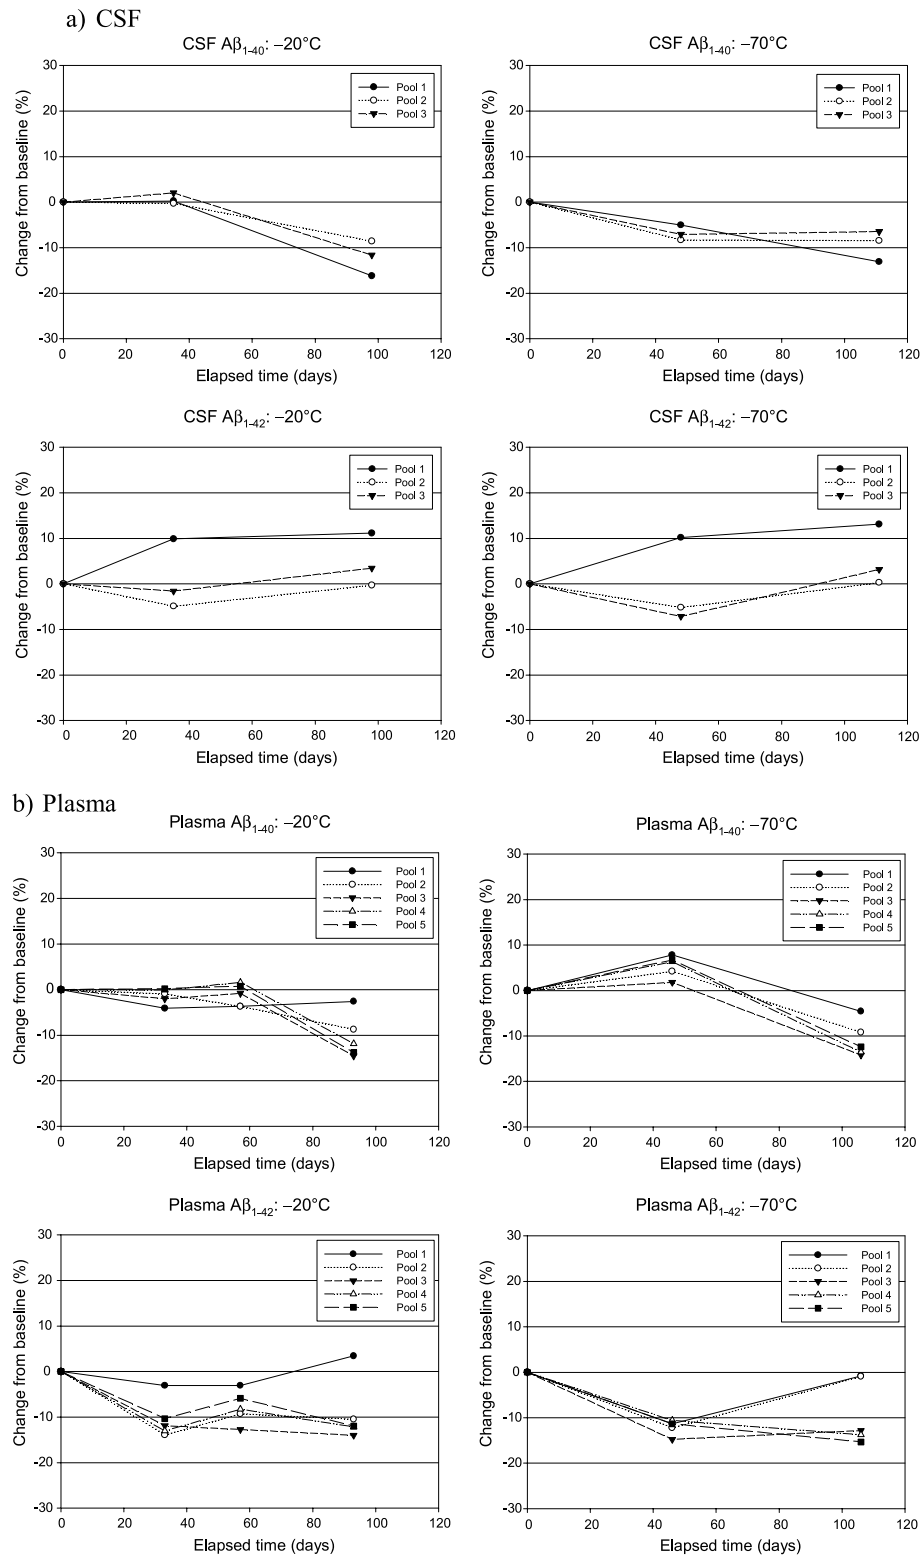 a) CSF
CSF Aβ1-40: –20°C
CSF Aβ1-40: –70°C
Change from baseline (%)
30
20
10
0
-10
-20
-30
Pool 1
Pool 2
Pool 3
0 20 40 60 80 100 120
Elapsed time (days)
Change from baseline (%)
30
20
10
0
-10
-20
-30
Pool 1
Pool 2
Pool 3
0 20 40 60 80 100 120
Elapsed time (days)
CSF Aβ1-42: –20°C
CSF Aβ1-42: –70°C
Change from baseline (%)
30
20
10
0
-10
-20
-30
Pool 1
Pool 2
Pool 3
0 20 40 60 80 100 120
Elapsed time (days)
Change from baseline (%)
30
20
10
0
-10
-20
-30
Pool 1
Pool 2
Pool 3
0 20 40 60 80 100 120
Elapsed time (days)
b) Plasma
Plasma Aβ1-40: –20°C
Plasma Aβ1-40: –70°C
Change from baseline (%)
30
20
10
0
-10
-20
-30
Pool 1
Pool 2
Pool 3
Pool 4
Pool 5
0 20 40 60 80 100 120
Elapsed time (days)
Change from baseline (%)
30
20
10
0
-10
-20
-30
Pool 1
Pool 2
Pool 3
Pool 4
Pool 5
0 20 40 60 80 100 120
Elapsed time (days)
Plasma Aβ1-42: –20°C
Plasma Aβ1-42: –70°C
Change from baseline (%)
30
20
10
0
-10
-20
-30
Pool 1
Pool 2
Pool 3
Pool 4
Pool 5
0 20 40 60 80 100 120
Elapsed time (days)
Change from baseline (%)
30
20
10
0
-10
-20
-30
Pool 1
Pool 2
Pool 3
Pool 4
Pool 5
0 20 40 60 80 100 120
Elapsed time (days)